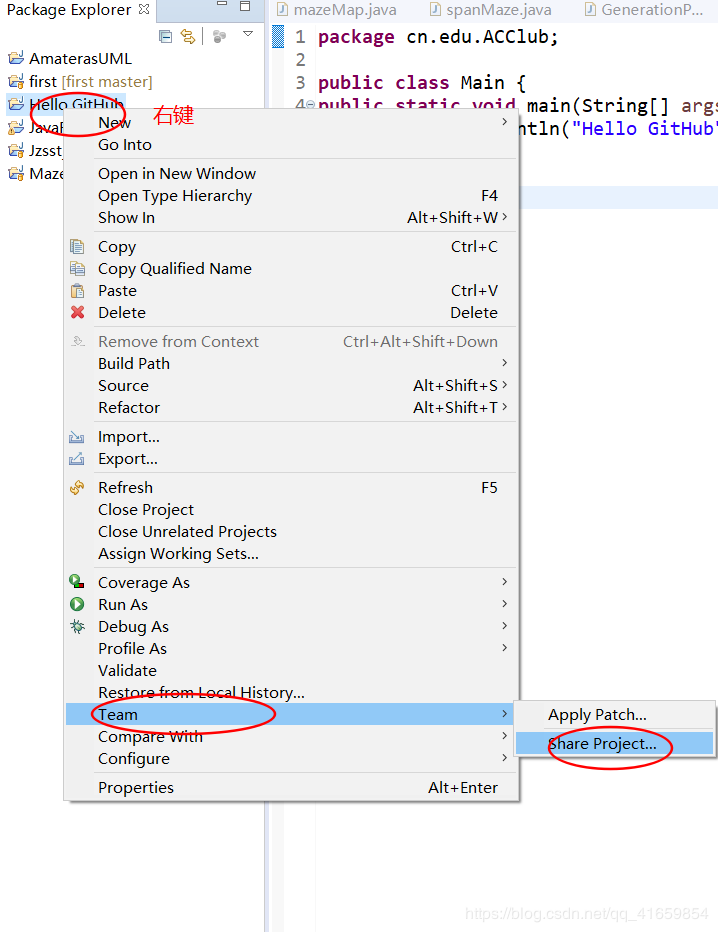 Package Explorer
mazeMap.java
spanMaze.java
GenerationP...
AmaterasUML
first [first master]
Hello GitHub
JavaF
Jzsst
Maze
1 package cn.edu.ACClub;
2
3 public class Main {
4 public static void main(String[] args
ntln("Hello GitHub"
右键
New
Go Into
Open in New Window
Open Type Hierarchy F4
Show In Alt+Shift+W
Copy Ctrl+C
Copy Qualified Name
Paste Ctrl+V
Delete Delete
Remove from Context Ctrl+Alt+Shift+Down
Build Path
Source Alt+Shift+S
Refactor Alt+Shift+T
Import...
Export...
Refresh F5
Close Project
Close Unrelated Projects
Assign Working Sets...
Coverage As
Run As
Debug As
Profile As
Validate
Restore from Local History...
Team
Compare With
Configure
Properties Alt+Enter
Apply Patch...
Share Project...
https://blog.csdn.net/qq_41659854